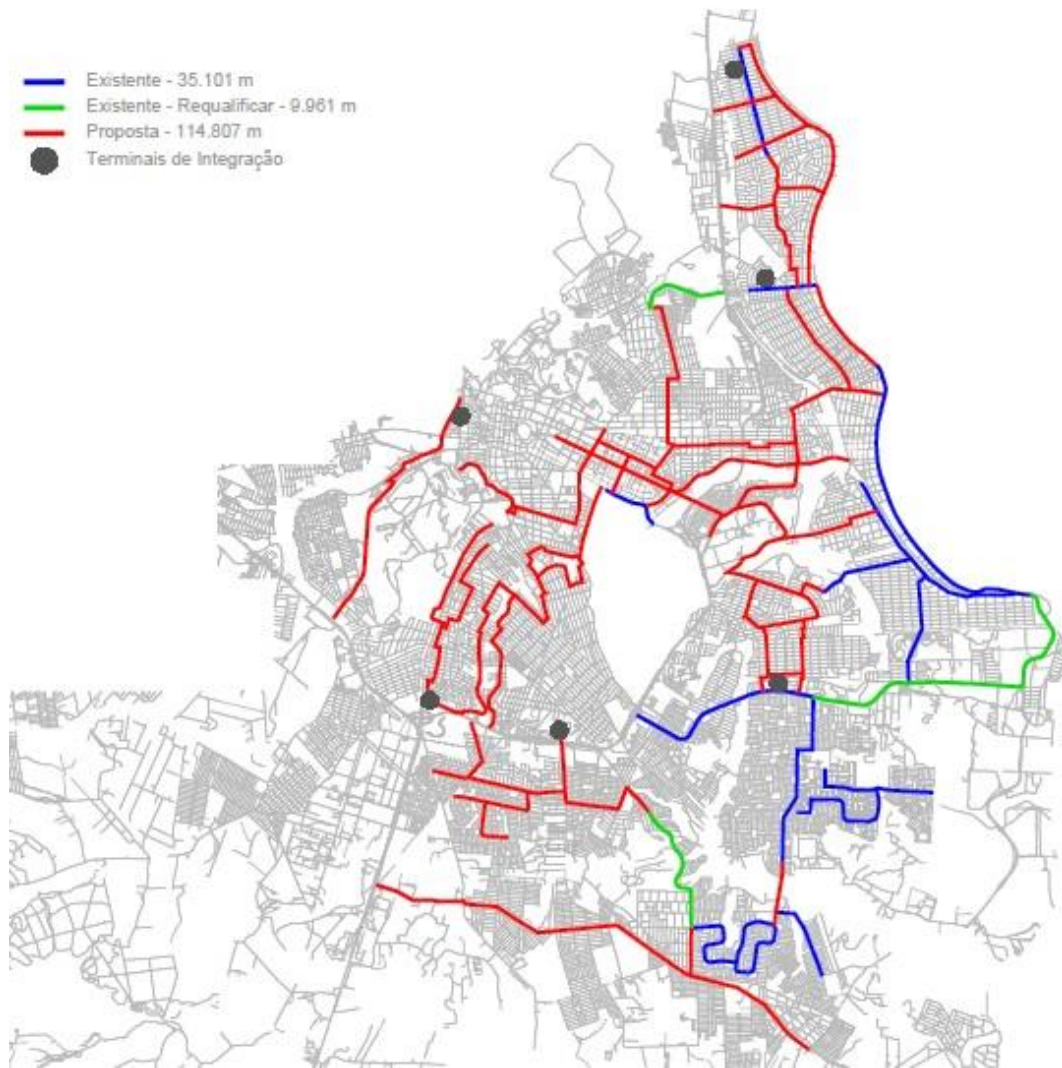 Existente - 35.101 m
Existente - Requalificar - 9.961 m
Proposta - 114.807 m
Terminais de Integração